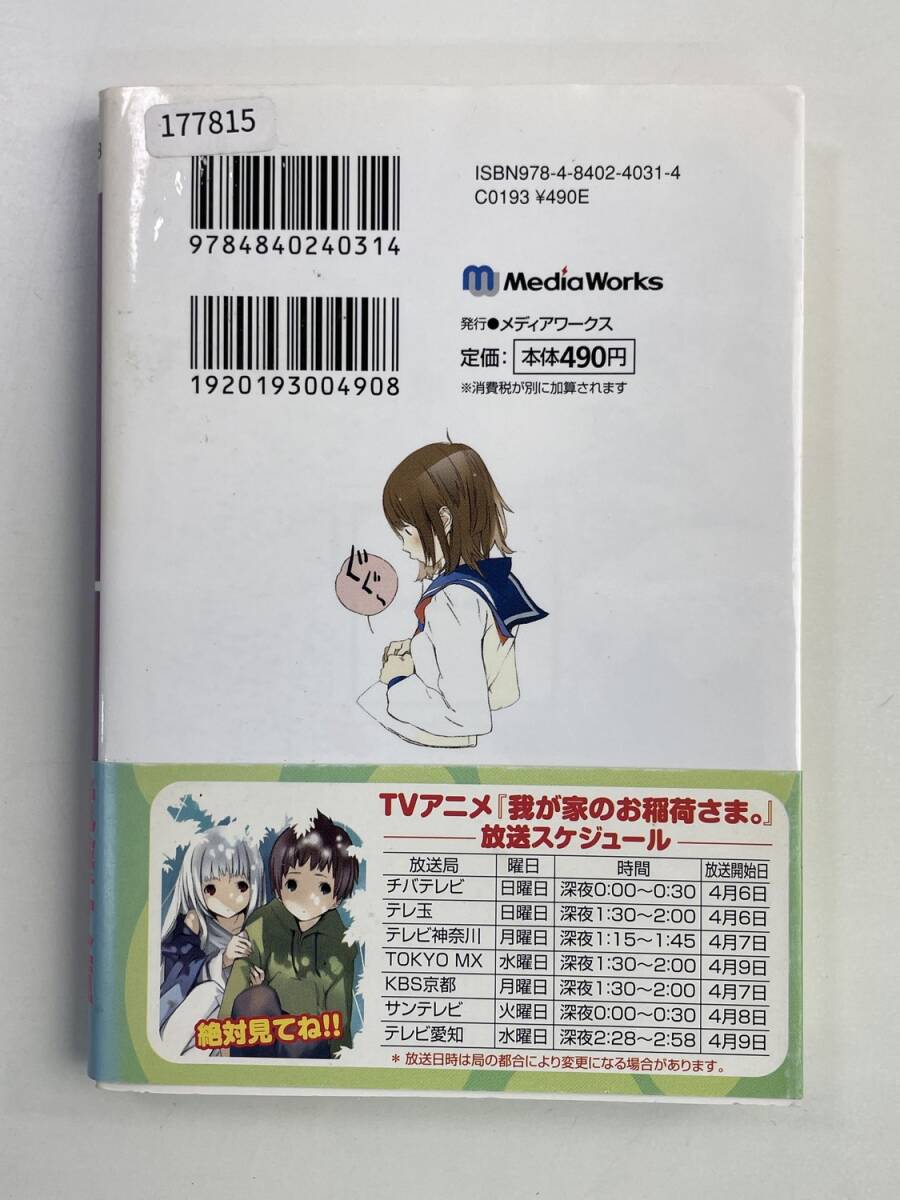 177815
ISBN978-4-8402-4031-4
C0193 ¥490E
9784840240314
MediaWorks
発行●メディアワークス
定価: 本体490円
※消費税が別に加算されます
1920193004908
ぐぐ〜
TVアニメ『我が家のお稲荷さま。』
放送スケジュール
放送局 曜日 時間 放送開始日
チバテレビ 日曜日 深夜0:00〜0:30 4月6日
テレ玉 日曜日 深夜1:30〜2:00 4月6日
テレビ神奈川 月曜日 深夜1:15〜1:45 4月7日
TOKYO MX 水曜日 深夜1:30〜2:00 4月9日
KBS京都 月曜日 深夜1:30〜2:00 4月7日
サンテレビ 火曜日 深夜0:00〜0:30 4月8日
テレビ愛知 水曜日 深夜2:28〜2:58 4月9日
絶対見てね!!
* 放送日時は局の都合により変更になる場合があります。